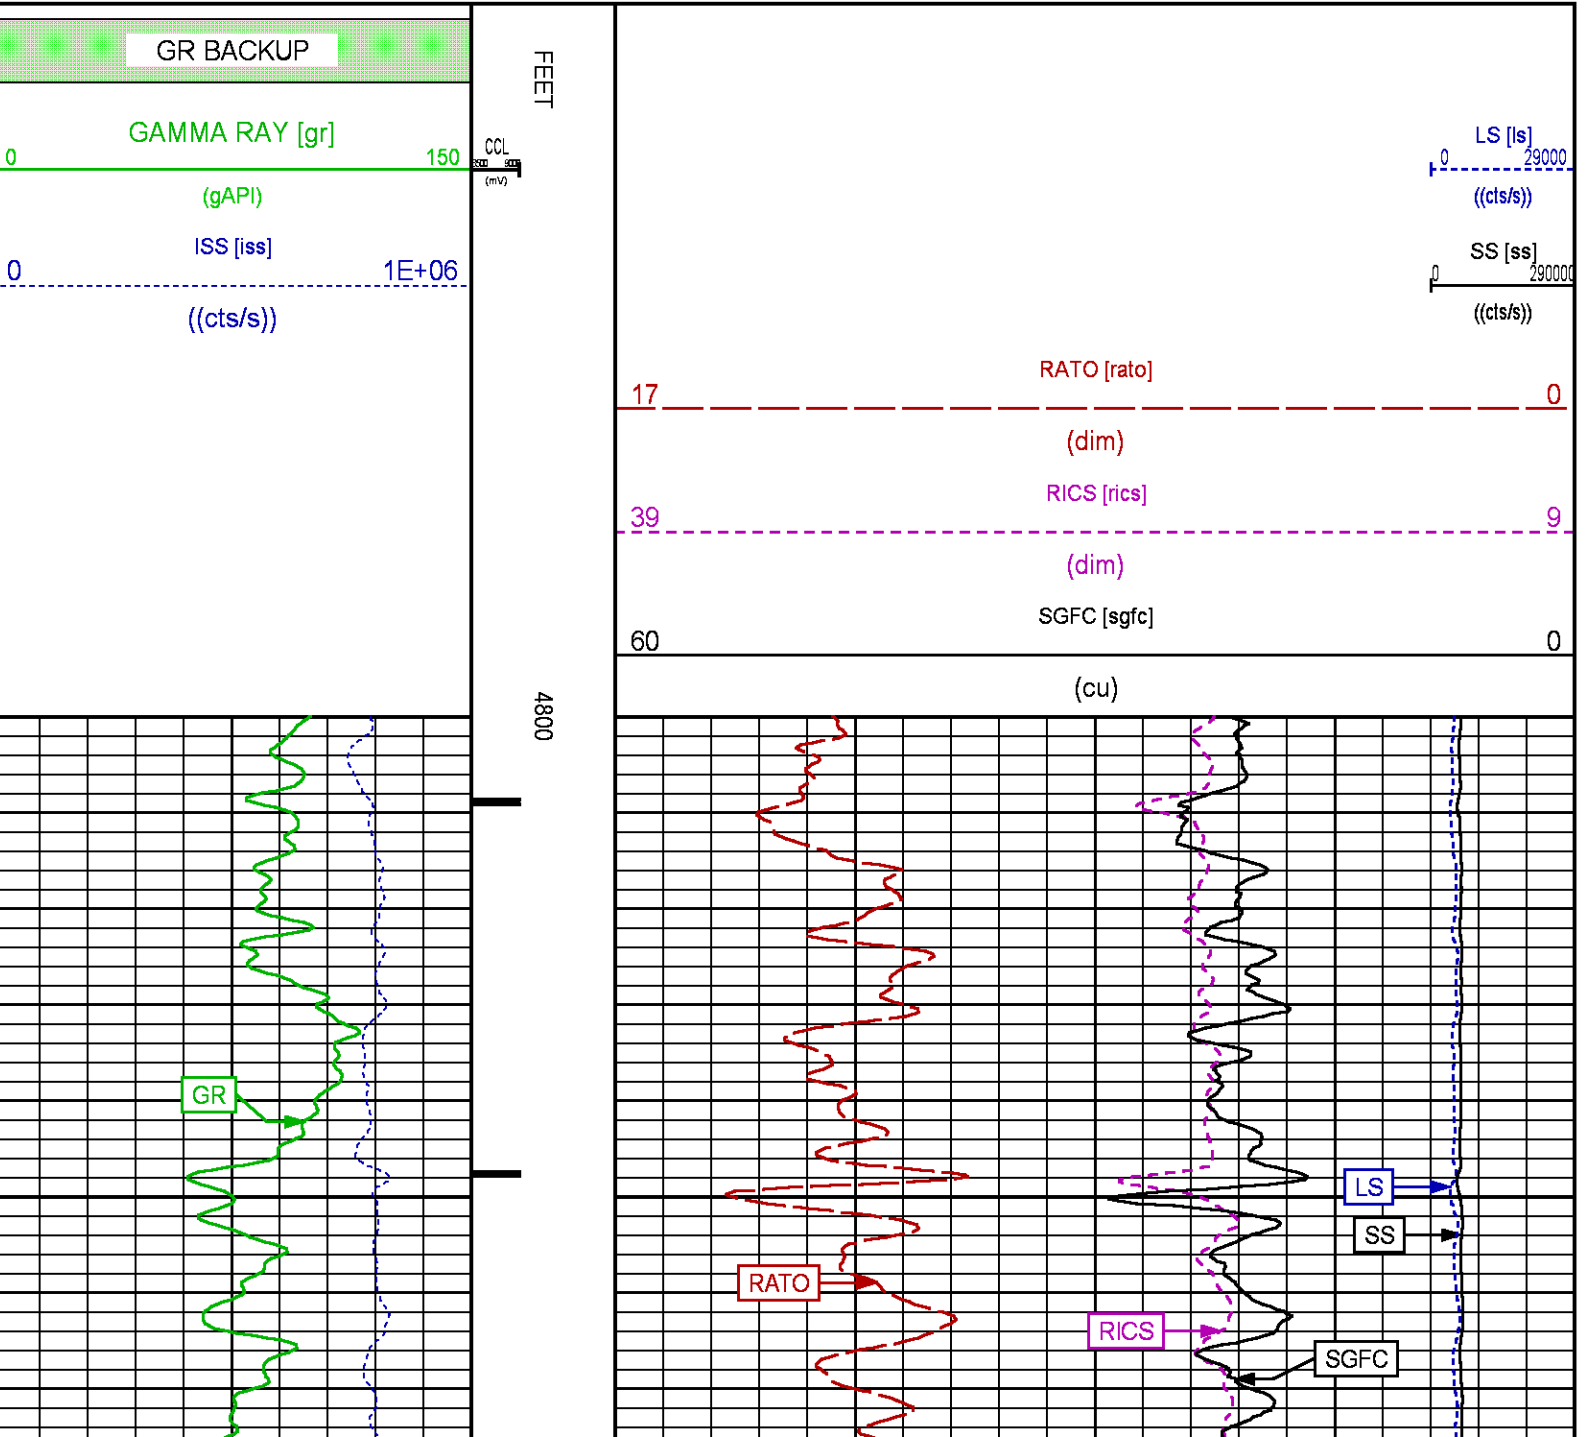 GR BACKUP
GAMMA RAY [gr]
0 150
(gAPI)
ISS [iss]
0 1E+06
((cts/s))
FEET
CCL
(mV)
LS [ls]
0 29000
((cts/s))
SS [ss]
0 290000
((cts/s))
RATO [rato]
17 0
(dim)
RICS [rics]
39 9
(dim)
SGFC [sgfc]
60 0
(cu)
4800
GR
LS
SS
RATO
RICS
SGFC